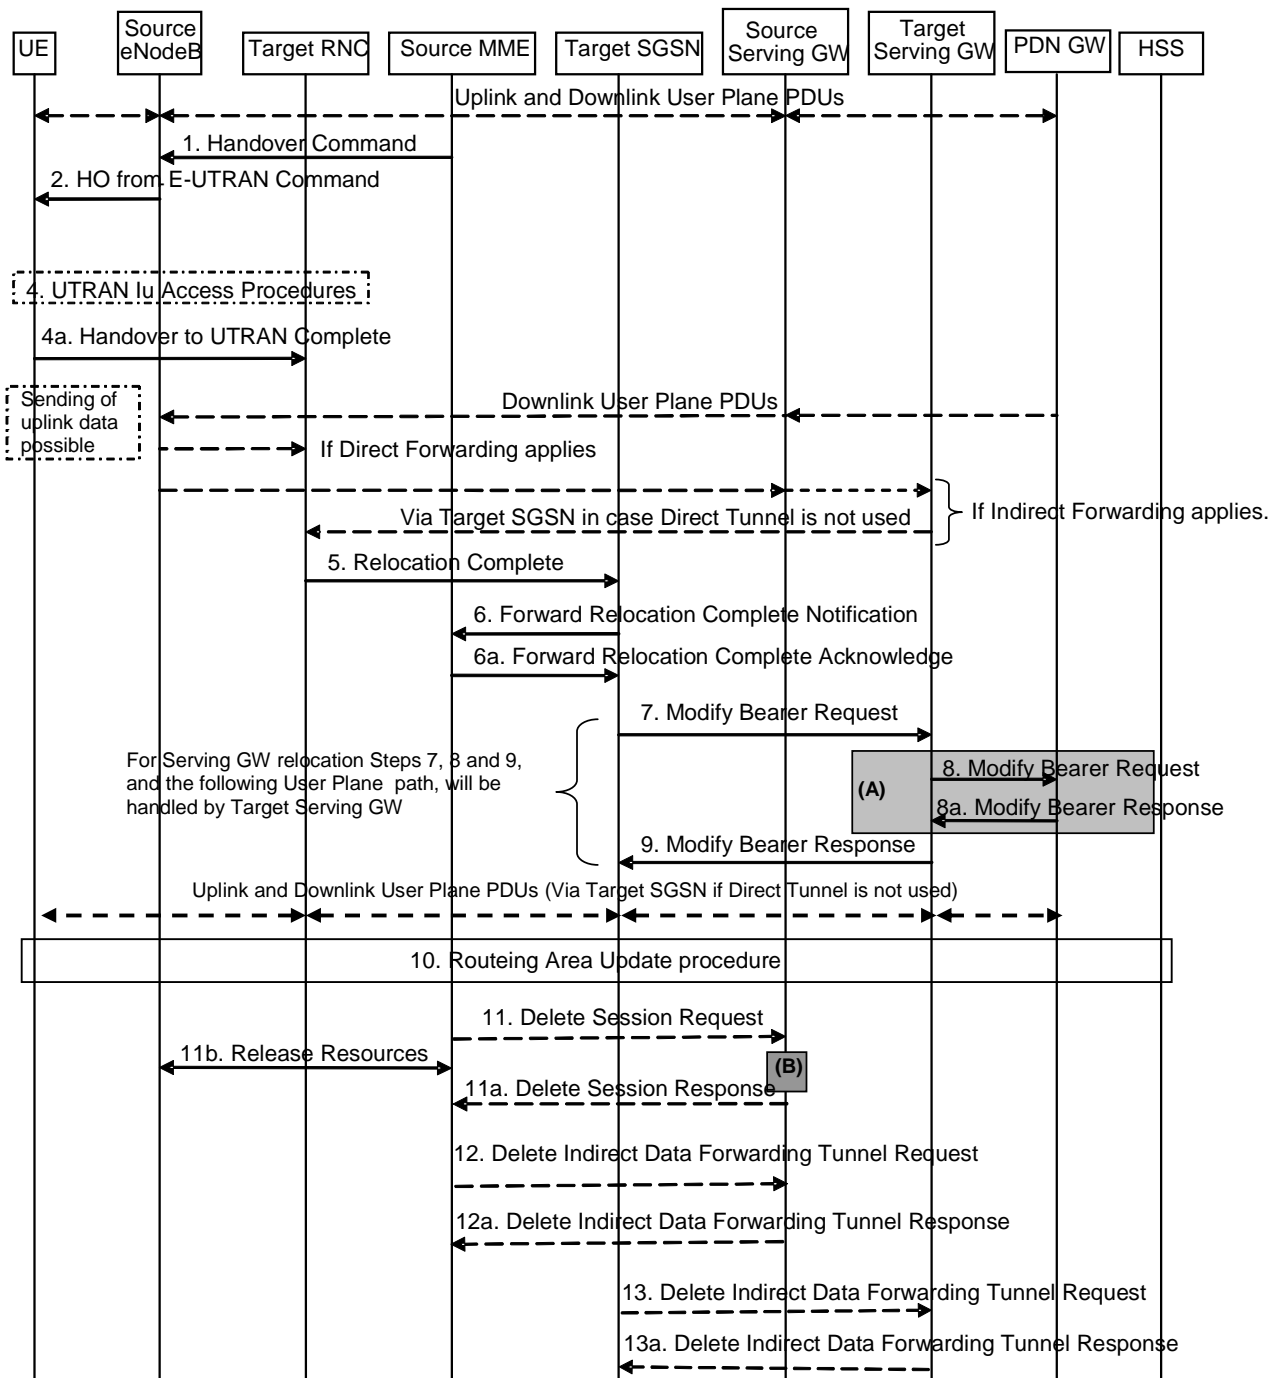 UE
Source
eNodeB
Target RNC
Source MME
Target SGSN
Source
Serving GW
Target
Serving GW
PDN GW
HSS
Uplink and Downlink User Plane PDUs
1. Handover Command
2. HO from E-UTRAN Command
4. UTRAN Iu Access Procedures
4a. Handover to UTRAN Complete
Sending of
uplink data
possible
Downlink User Plane PDUs
If Direct Forwarding applies
Via Target SGSN in case Direct Tunnel is not used
If Indirect Forwarding applies.
5. Relocation Complete
6. Forward Relocation Complete Notification
6a. Forward Relocation Complete Acknowledge
7. Modify Bearer Request
For Serving GW relocation Steps 7, 8 and 9,
and the following User Plane path, will be
handled by Target Serving GW
(A)
8. Modify Bearer Request
8a. Modify Bearer Response
9. Modify Bearer Response
Uplink and Downlink User Plane PDUs (Via Target SGSN if Direct Tunnel is not used)
10. Routeing Area Update procedure
11. Delete Session Request
11b. Release Resources
(B)
11a. Delete Session Response
12. Delete Indirect Data Forwarding Tunnel Request
12a. Delete Indirect Data Forwarding Tunnel Response
13. Delete Indirect Data Forwarding Tunnel Request
13a. Delete Indirect Data Forwarding Tunnel Response